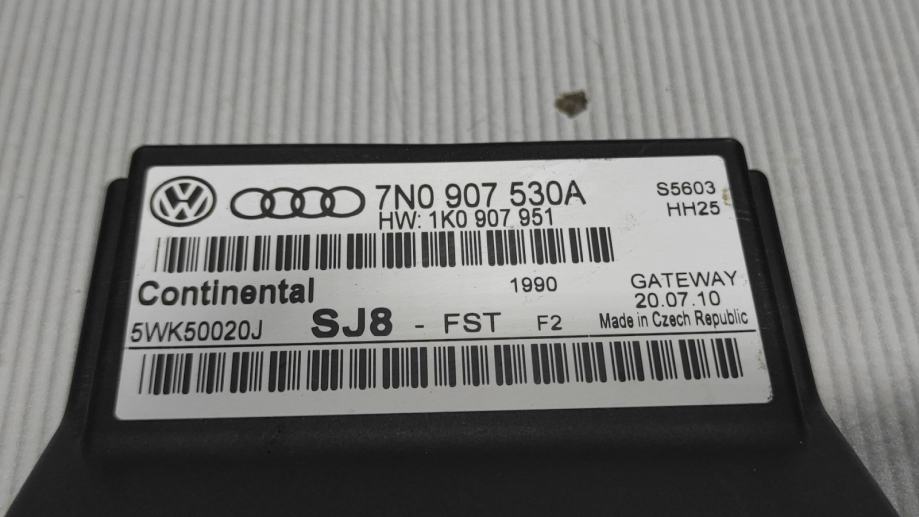 7N0 907 530A
HW: 1K0 907 951
S5603
HH25
Continental
1990
GATEWAY
20.07.10
5WK50020J
SJ8 - FST F2
Made in Czech Republic